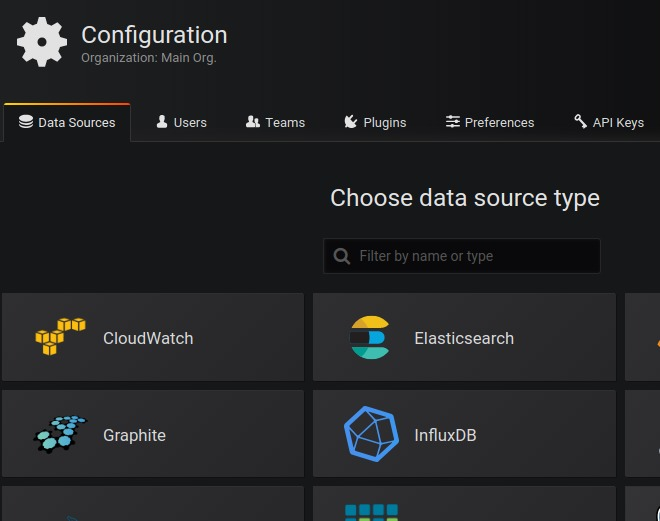 Configuration
Organization: Main Org.
Data Sources Users Teams Plugins Preferences API Keys
Choose data source type
Filter by name or type
CloudWatch Elasticsearch
Graphite InfluxDB